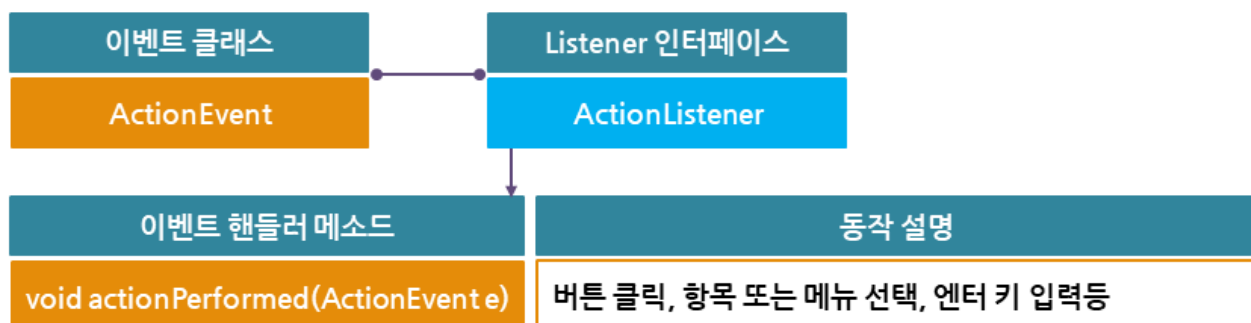 이벤트 클래스
Listener 인터페이스
ActionEvent
ActionListener
이벤트 핸들러 메소드
동작 설명
void actionPerformed(ActionEvent e)
버튼 클릭, 항목 또는 메뉴 선택, 엔터 키 입력등